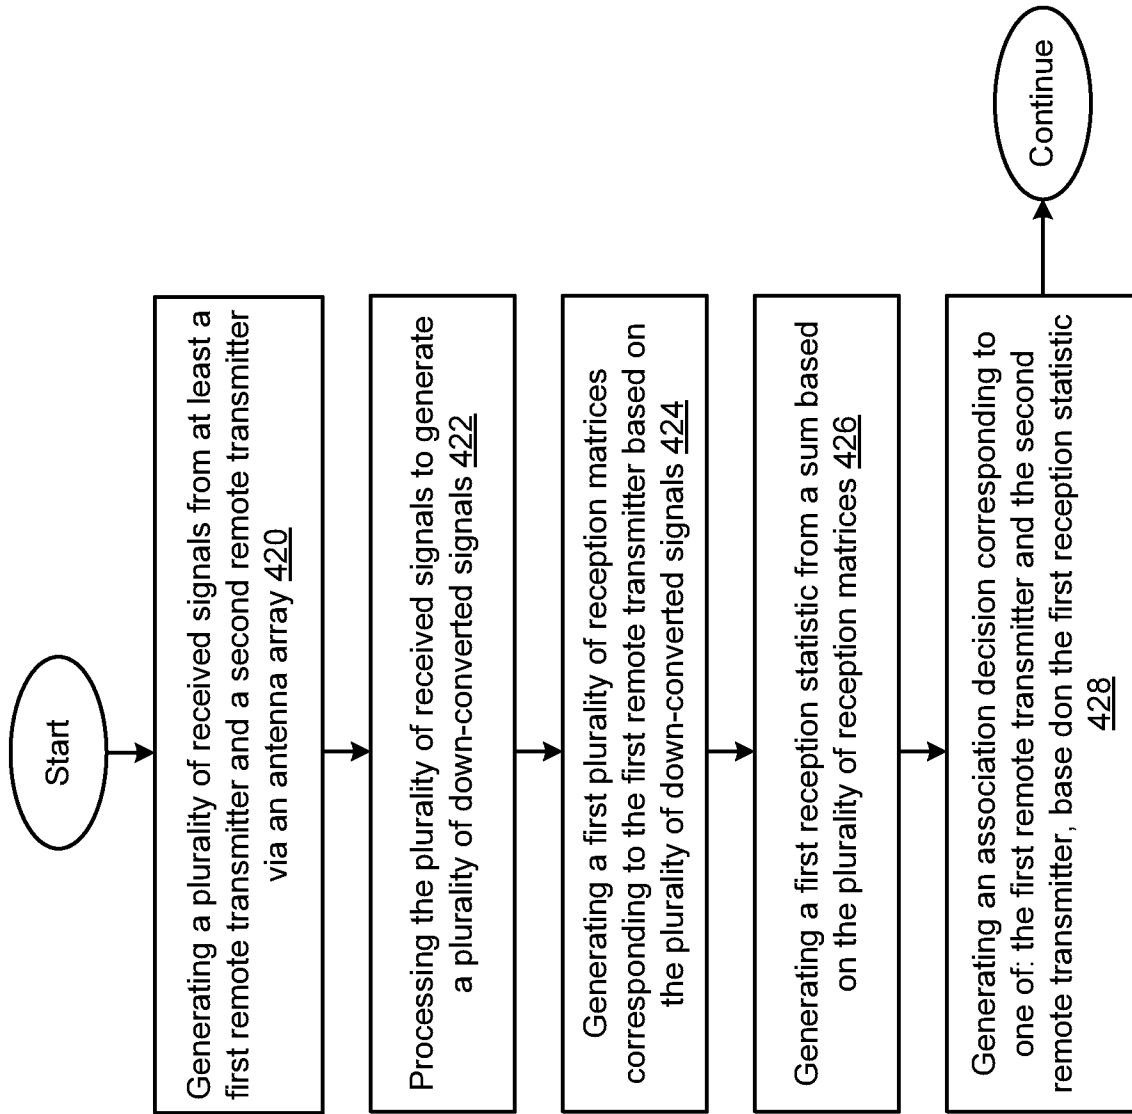 Start
Generating a plurality of received signals from at least a
first remote transmitter and a second remote transmitter
via an antenna array 420
Processing the plurality of received signals to generate
a plurality of down-converted signals 422
Generating a first plurality of reception matrices
corresponding to the first remote transmitter based on
the plurality of down-converted signals 424
Generating a first reception statistic from a sum based
on the plurality of reception matrices 426
Generating an association decision corresponding to
one of: the first remote transmitter and the second
remote transmitter, base don the first reception statistic
428
Continue